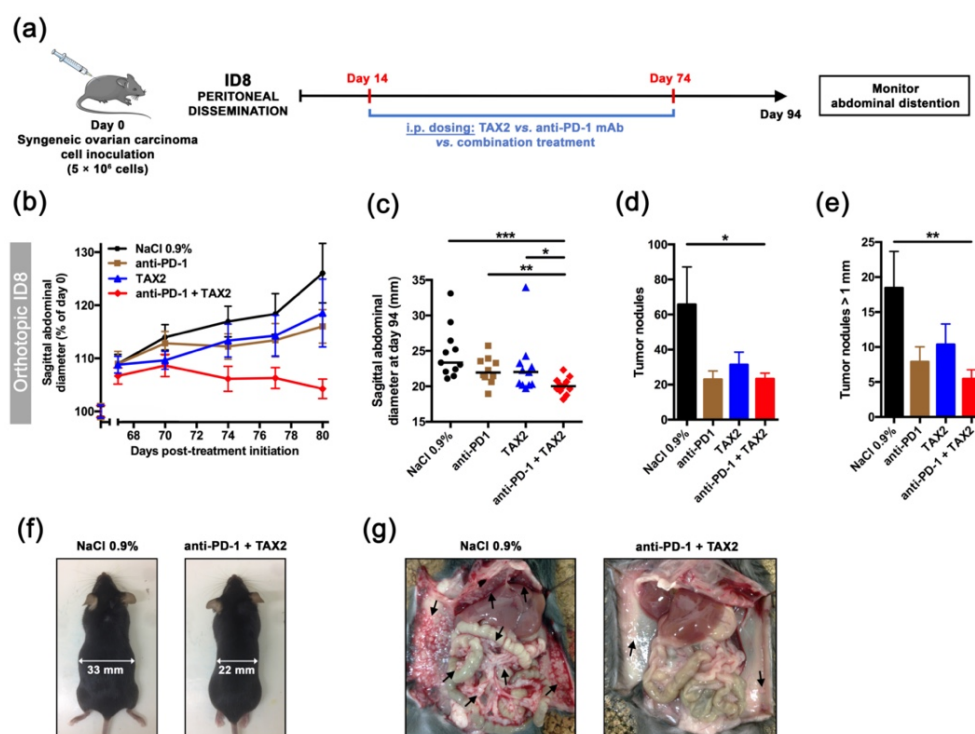 (a)
Day 0
Syngeneic ovarian carcinoma
cell inoculation
(5 × 10⁶ cells)
ID8
PERITONEAL
DISSEMINATION
Day 14
Day 74
Day 94
i.p. dosing: TAX2 vs. anti-PD-1 mAb
vs. combination treatment
Monitor
abdominal distention
Orthotopic ID8
(b)
Sagittal abdominal
diameter (% of day 0)
130
120
110
100
NaCl 0.9%
anti-PD-1
TAX2
anti-PD-1 + TAX2
68 70 72 74 76 78 80
Days post-treatment initiation
(c)
Sagittal abdominal
diameter at day 94 (mm)
35
30
25
20
15
***
*
**
NaCl 0.9%
anti-PD1
TAX2
anti-PD-1 + TAX2
(d)
Tumor nodules
100
80
60
40
20
0
*
NaCl 0.9%
anti-PD1
TAX2
anti-PD-1 + TAX2
(e)
Tumor nodules > 1 mm
25
20
15
10
5
0
**
NaCl 0.9%
anti-PD1
TAX2
anti-PD-1 + TAX2
(f)
NaCl 0.9%
anti-PD-1 + TAX2
33 mm
22 mm
(g)
NaCl 0.9%
anti-PD-1 + TAX2